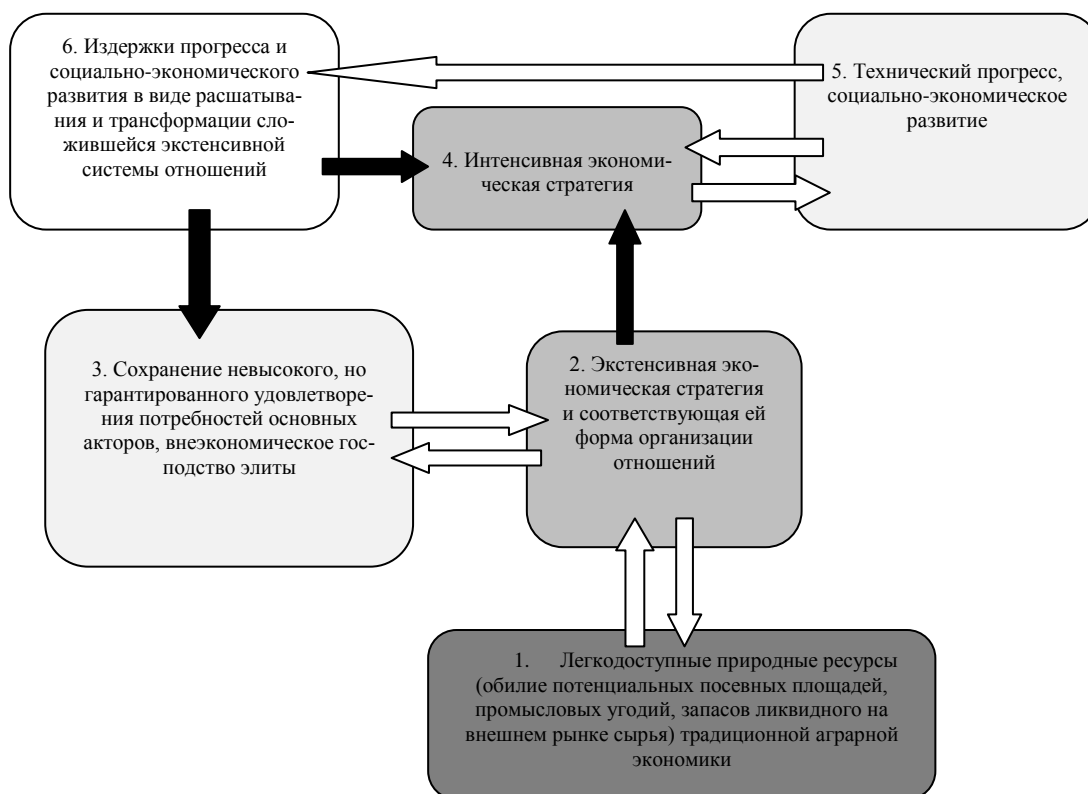 6. Издержки прогресса и
социально-экономического
развития в виде расшатыва-
ния и трансформации сло-
жившейся экстенсивной
системы отношений
5. Технический прогресс,
социально-экономическое
развитие
4. Интенсивная экономи-
ческая стратегия
3. Сохранение невысокого, но
гарантированного удовлетворе-
ния потребностей основных
акторов, внеэкономическое гос-
подство элиты
2. Экстенсивная эко-
номическая стратегия
и соответствующая ей
форма организации
отношений
1. Легкодоступные природные ресурсы
(обилие потенциальных посевных площадей,
промысловых угодий, запасов ликвидного на
внешнем рынке сырья) традиционной аграрной
экономики